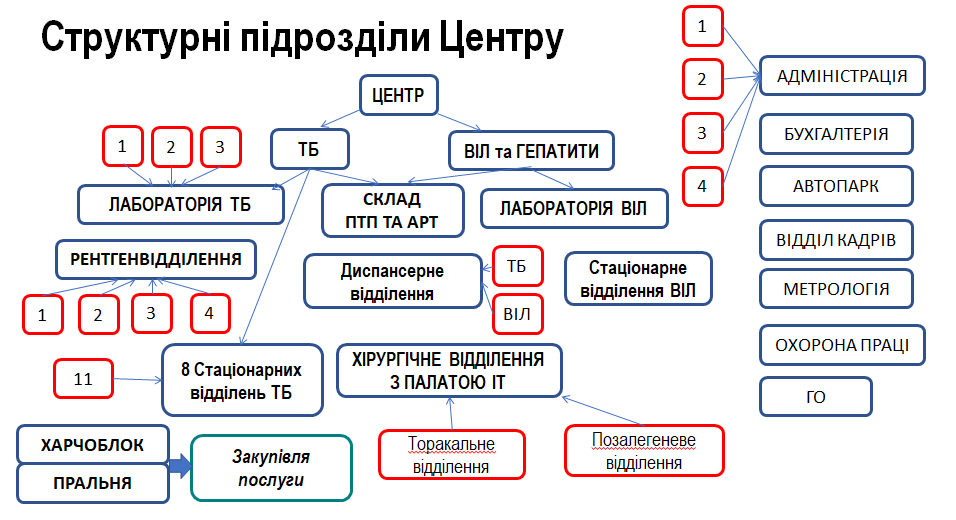 Структурні підрозділи Центру
1
2
3
4
АДМІНІСТРАЦІЯ
БУХГАЛТЕРІЯ
АВТОПАРК
ВІДДІЛ КАДРІВ
МЕТРОЛОГІЯ
ОХОРОНА ПРАЦІ
ГО
ЦЕНТР
ТБ
ВІЛ та ГЕПАТИТИ
1
2
3
ЛАБОРАТОРІЯ ТБ
СКЛАД
ПТП ТА АРТ
ЛАБОРАТОРІЯ ВІЛ
РЕНТГЕНВІДДІЛЕННЯ
1
2
3
4
Диспансерне
відділення
ТБ
ВІЛ
Стаціонарне
відділення ВІЛ
11
8 Стаціонарних
відділень ТБ
ХІРУРГІЧНЕ ВІДДІЛЕННЯ
З ПАЛАТОЮ ІТ
Торакальне
відділення
Позалегеневе
відділення
ХАРЧОБЛОК
ПРАЛЬНЯ
Закупівля
послуги